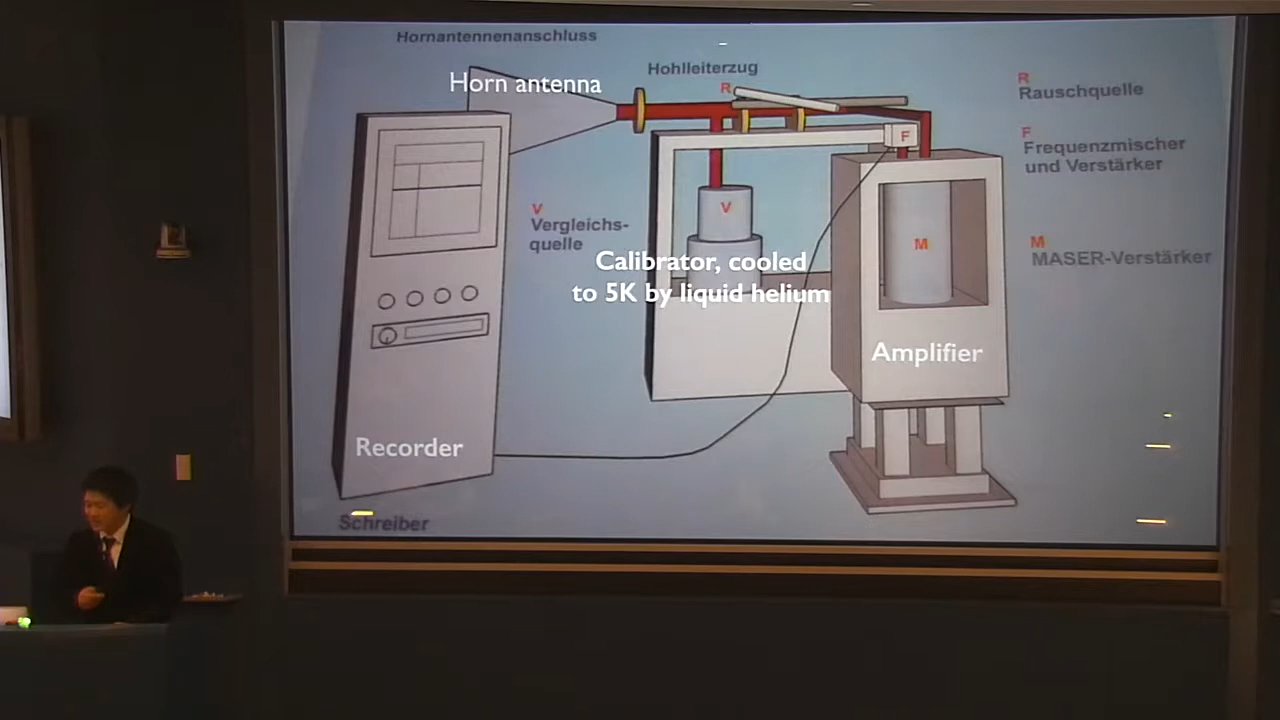 Hornantennenanschluss
Horn antenna
Hohlleiterzug
R
R
Rauschquelle
F
F
Frequenzmischer
und Verstärker
V
Vergleichs-
quelle
V
M
M
MASER-Verstärker
Calibrator, cooled
to 5K by liquid helium
Amplifier
Recorder
Schreiber